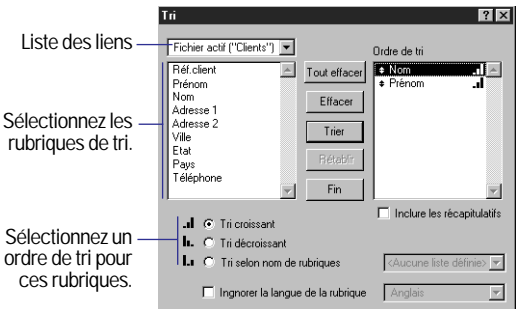 Tri
Liste des liens
Fichier actif ("Clients")
Ordre de tri
Réf.client
Prénom
Nom
Adresse 1
Adresse 2
Ville
Etat
Pays
Téléphone
Tout effacer
Effacer
Trier
Rétablir
Fin
Nom
Prénom
Sélectionnez les
rubriques de tri.
Inclure les récapitulatifs
Sélectionnez un
ordre de tri pour
ces rubriques.
Tri croissant
Tri décroissant
Tri selon nom de rubriques
<Aucune liste définie>
Ingnorer la langue de la rubrique
Anglais